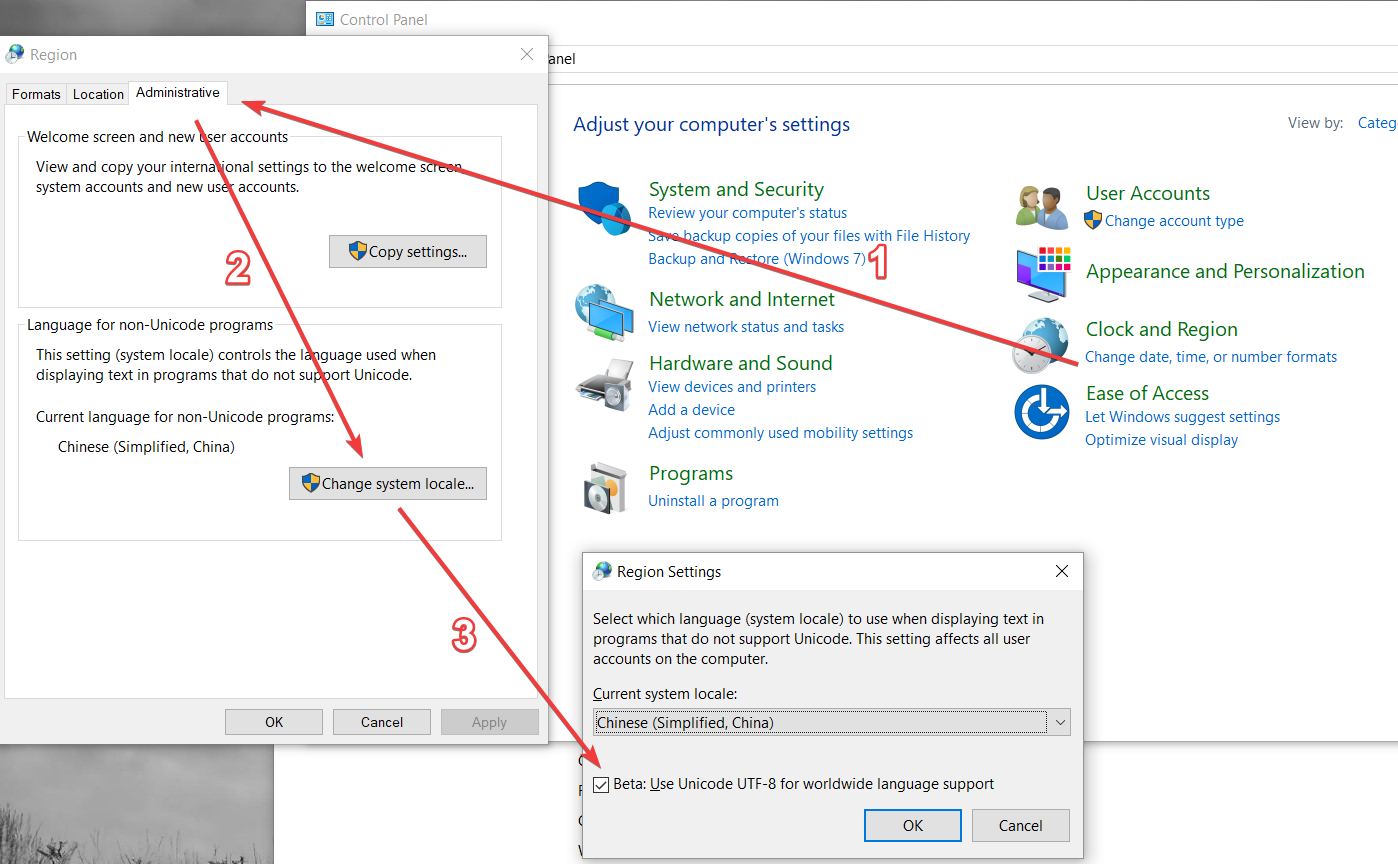 Control Panel
Region
anel
Formats
Location
Administrative
Welcome screen and new user accounts
View and copy your international settings to the welcome screen,
system accounts and new user accounts.
Copy settings...
2
Language for non-Unicode programs
This setting (system locale) controls the language used when
displaying text in programs that do not support Unicode.
Current language for non-Unicode programs:
Chinese (Simplified, China)
Change system locale...
3
OK
Cancel
Apply
Adjust your computer's settings
View by:
Categ
System and Security
Review your computer's status
Save backup copies of your files with File History
Backup and Restore (Windows 7)
1
Network and Internet
View network status and tasks
Hardware and Sound
View devices and printers
Add a device
Adjust commonly used mobility settings
Programs
Uninstall a program
User Accounts
Change account type
Appearance and Personalization
Clock and Region
Change date, time, or number formats
Ease of Access
Let Windows suggest settings
Optimize visual display
Region Settings
Select which language (system locale) to use when displaying text in
programs that do not support Unicode. This setting affects all user
accounts on the computer.
Current system locale:
Chinese (Simplified, China)
Beta: Use Unicode UTF-8 for worldwide language support
OK
Cancel